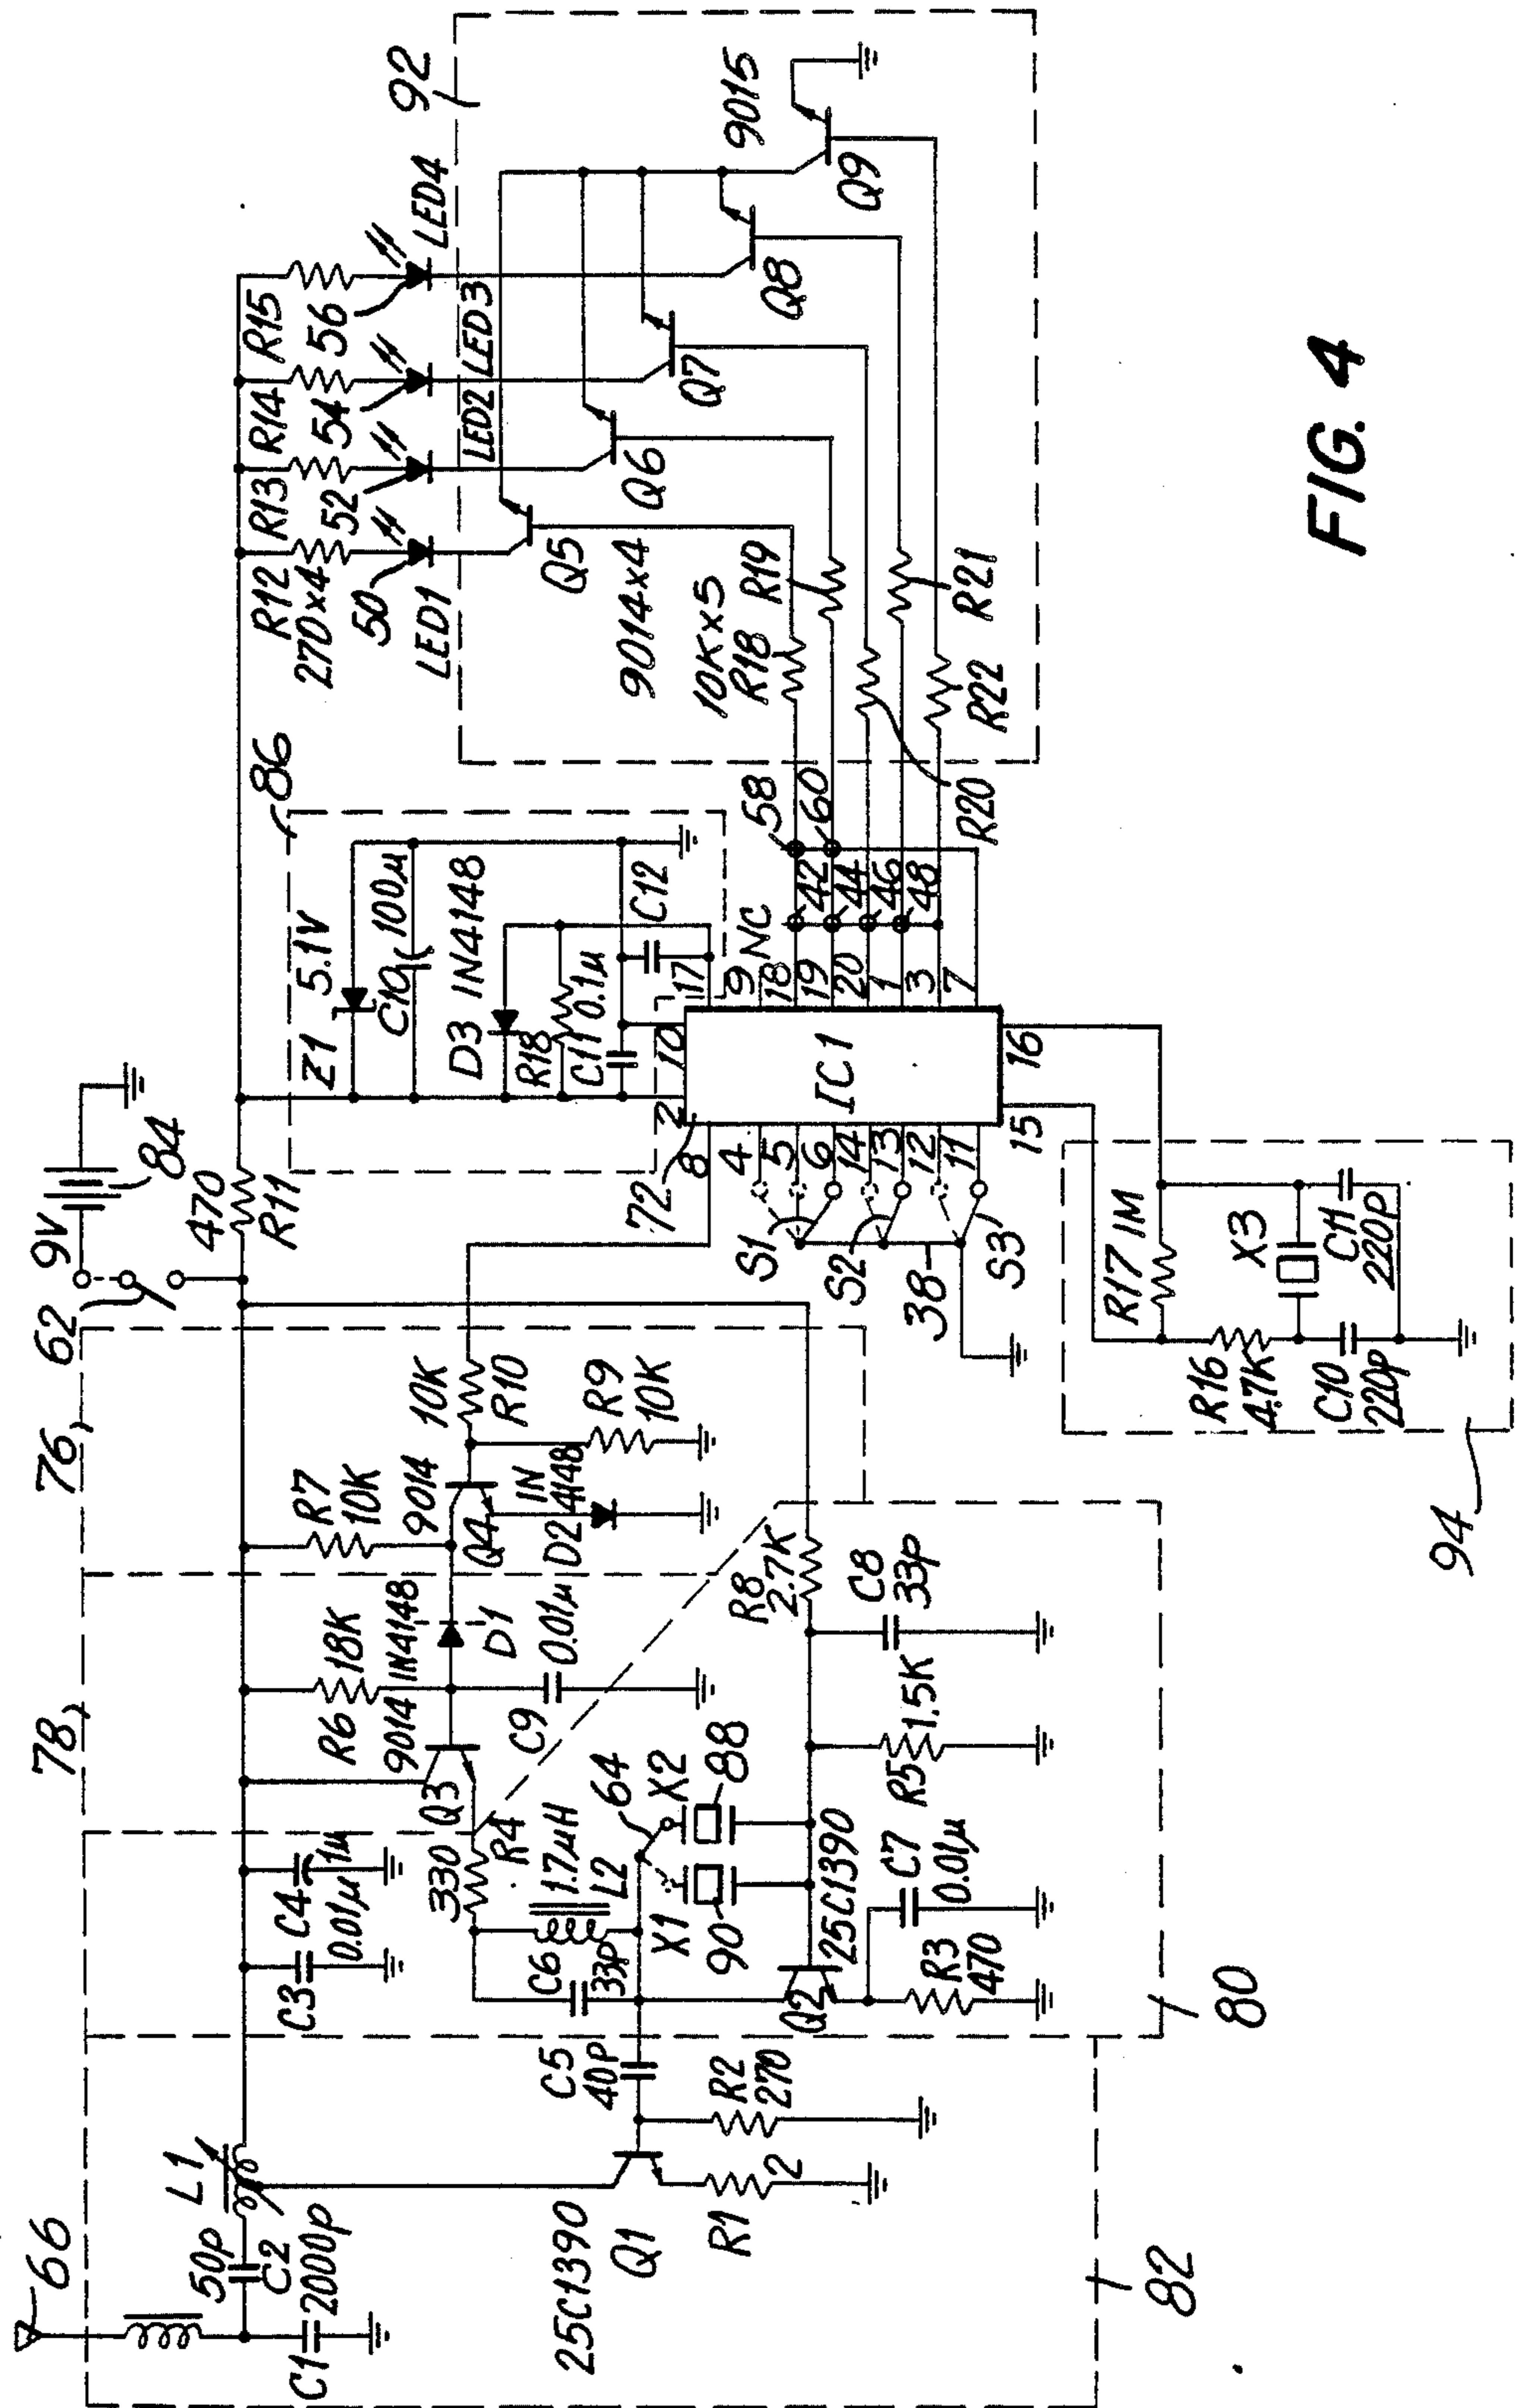 66
L1
50p
C2
2000p
C1
25C1390
Q1
R1
2
R2
270
C5
40p
82
C3
0.01µ
C4
1µ
330
R4
C6
33p
1.7µH
L2
X1
90
X2
64
88
Q2
25C1390
R3
470
C7
0.01µ
R5
1.5K
C8
33p
R8
2.7K
80
78
R6
18K
9014
Q3
1N4148
D1
C9
0.01µ
76
R7
10K
9014
Q4
1N
4148
D2
10K
R10
R9
10K
62
9V
84
470
R11
86
Z1
5.1V
C10
100µ
D3
1N4148
R18
C11
0.1µ
C12
72
IC1
8
2
10
17
9
NC
18
19
20
1
3
7
4
5
6
14
13
12
11
15
16
S1
S2
S3
38
58
60
42
44
46
48
R17
1M
R16
4.7K
X3
C10
220p
C11
220p
94
R12
270x4
R13
R14
R15
50
52
54
56
LED1
LED2
LED3
LED4
92
Q5
Q6
Q7
Q8
Q9
9015
9014x4
10Kx5
R18
R19
R20
R21
R22
FIG. 4